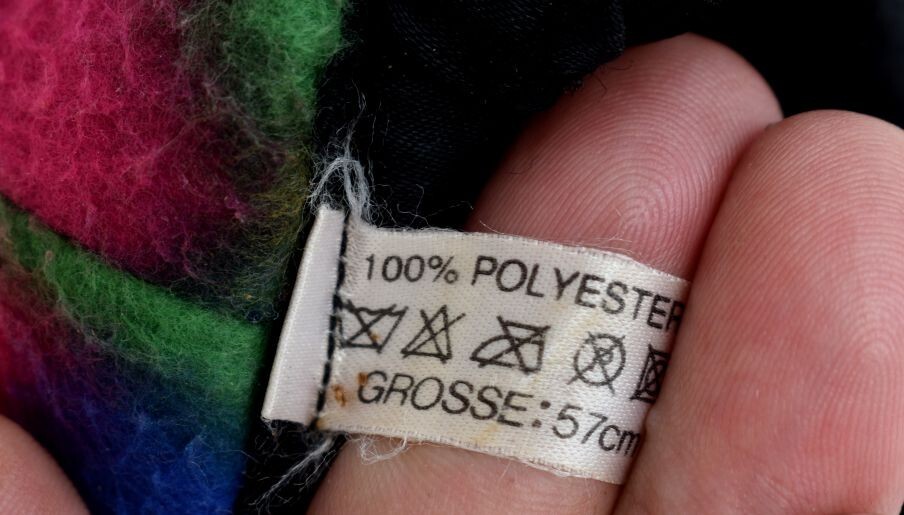 100% POLYESTER
GROSSE: 57cm